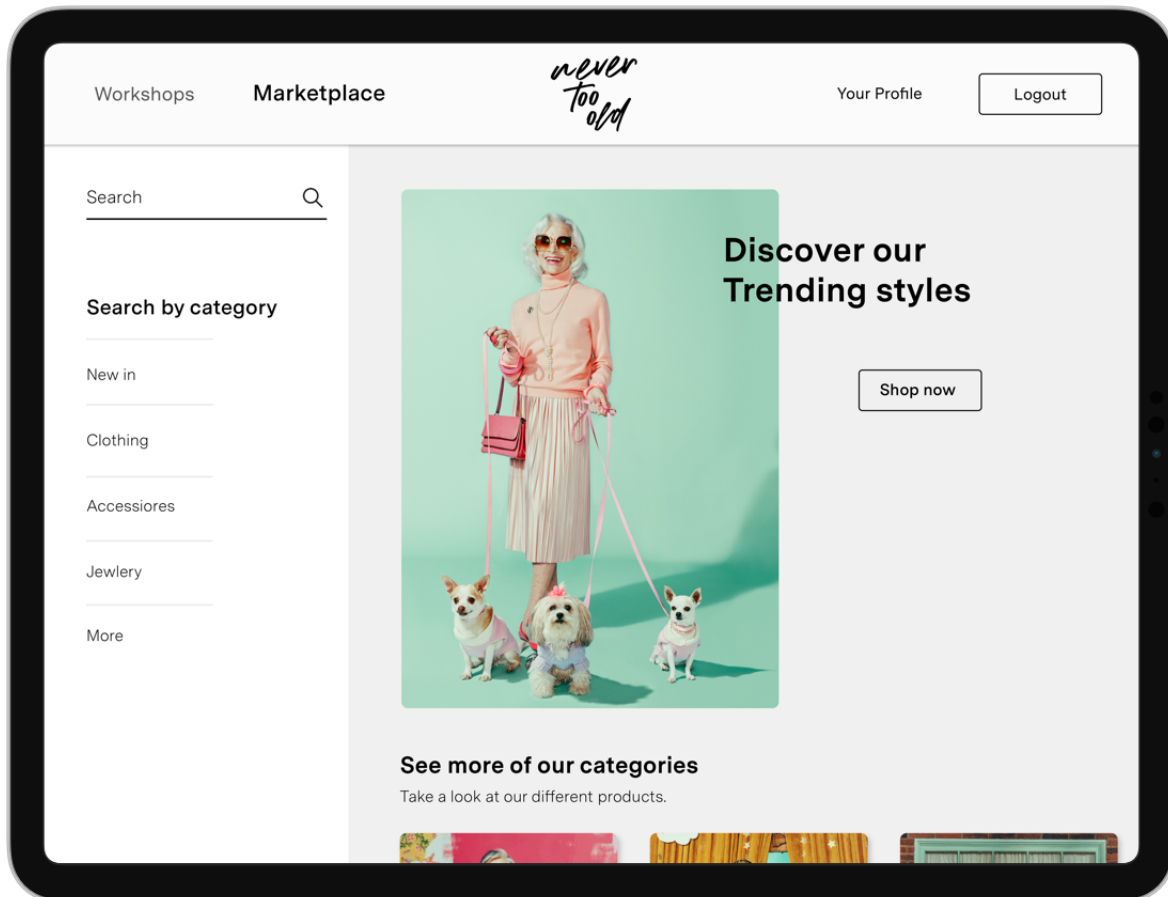 Workshops
Marketplace
never
too
old
Your Profile
Logout
Search
Search by category
New in
Clothing
Accessiores
Jewlery
More
Discover our
Trending styles
Shop now
See more of our categories
Take a look at our different products.